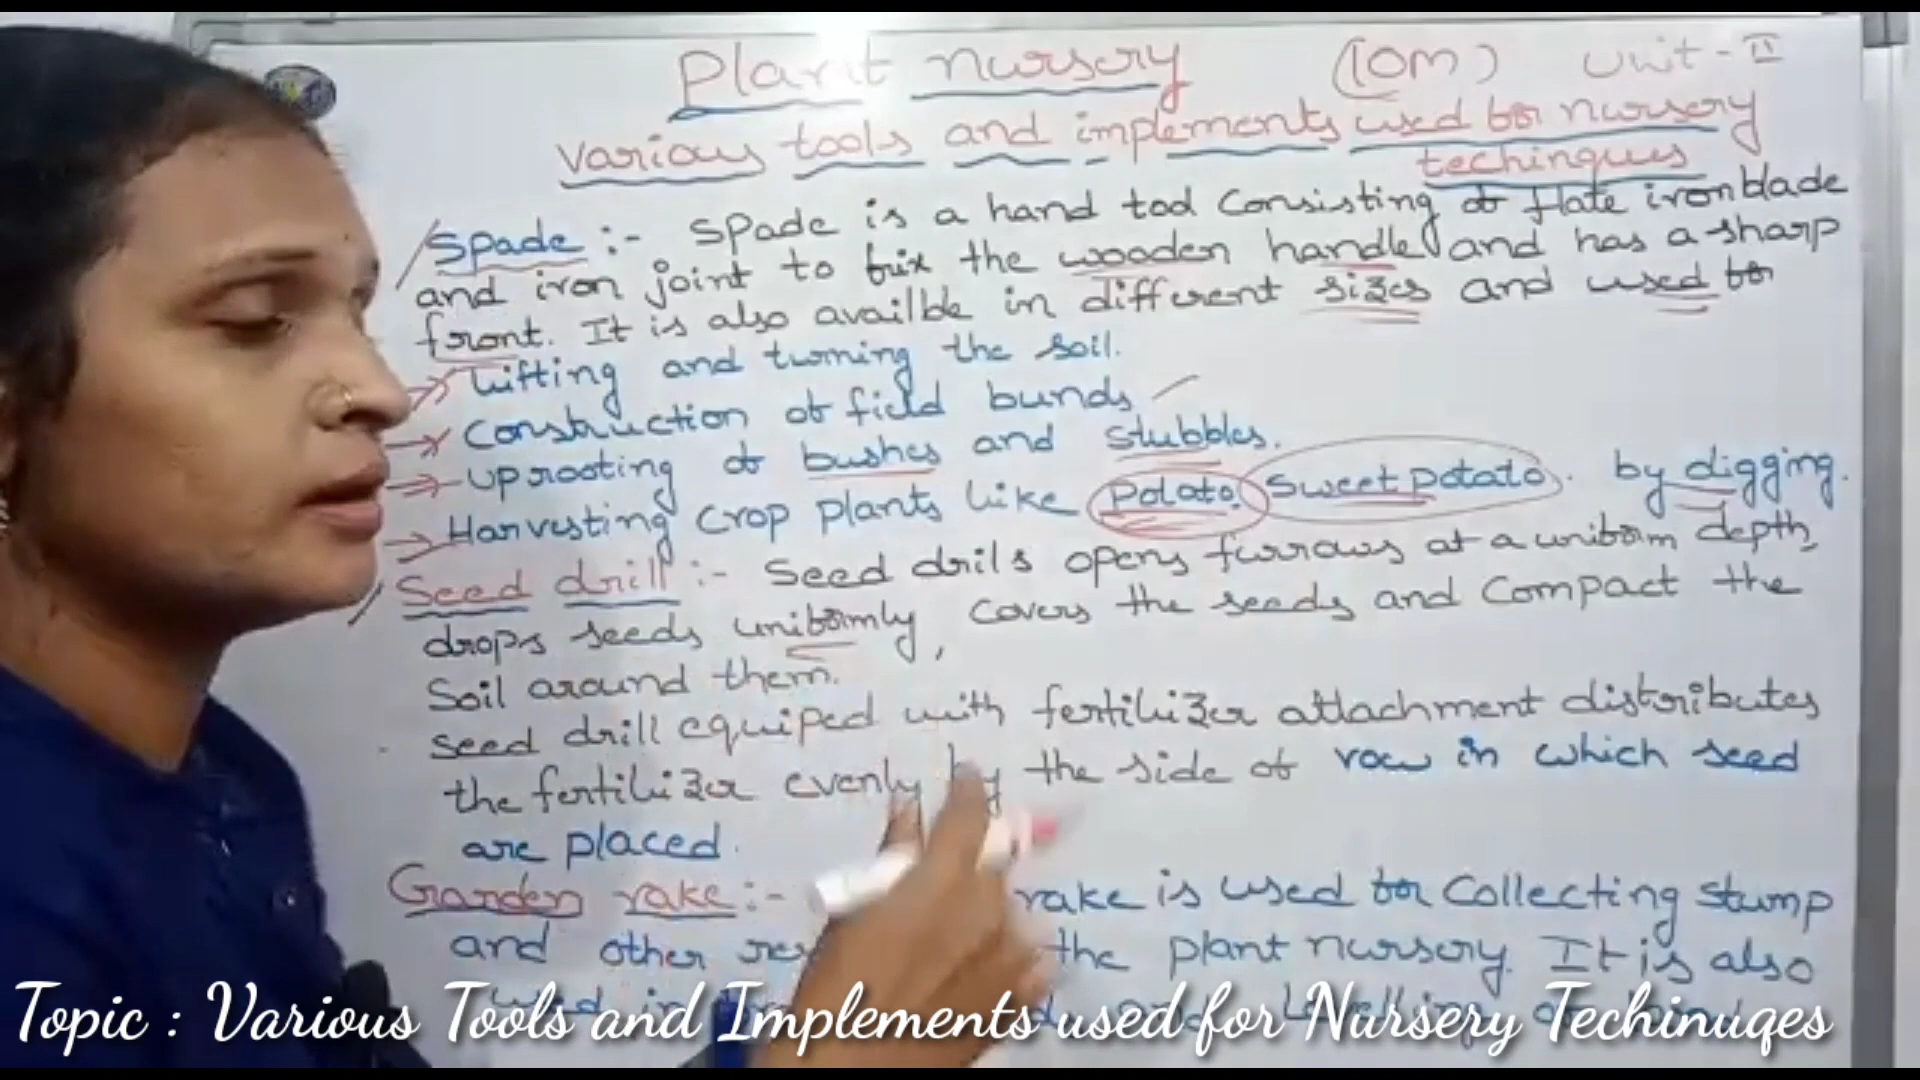 Plant nursery (10m) Unit-II
Various tools and implements used for nursery
techinques
Spade :- Spade is a hand tool Consisting of flate iron blade
and iron joint to frix the wooden handle and has a sharp
front. It is also availble in different sizes and used for
Lifting and turning the soil.
Construction of field bunds
Uprooting of bushes and stubbles.
Harvesting crop plants like Potato, Sweet potato. by digging.
Seed drill :- Seed drils opens furrows at a uniform depth,
drops seeds uniformly, covers the seeds and compact the
Soil around them.
seed drill equiped with fertilizer attachment distributes
the fertilizer evenly by the side of row in which seed
are placed.
Garden rake :- rake is used for Collecting stump
and other the plant nursery. It is also
Topic : Various Tools and Implements used for Nursery Techinuqes